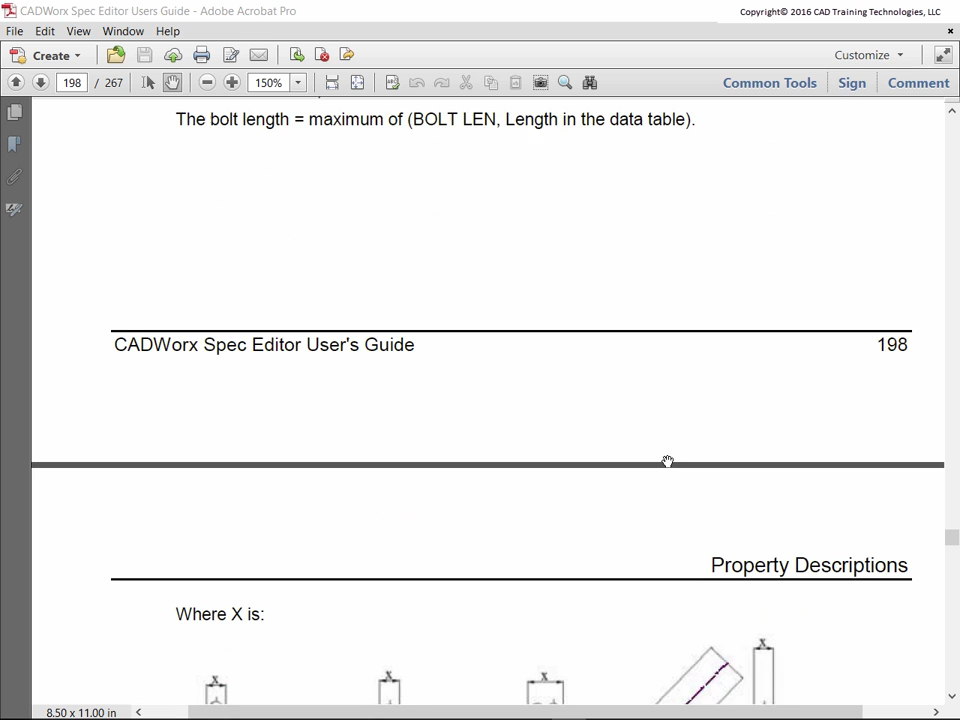 CADWorx Spec Editor Users Guide - Adobe Acrobat Pro
Copyright© 2016 CAD Training Technologies, LLC
File Edit View Window Help
Create Customize
198 / 267 150% Common Tools Sign Comment
The bolt length = maximum of (BOLT LEN, Length in the data table).
CADWorx Spec Editor User's Guide 198
Property Descriptions
Where X is:
X X X X
8.50 x 11.00 in